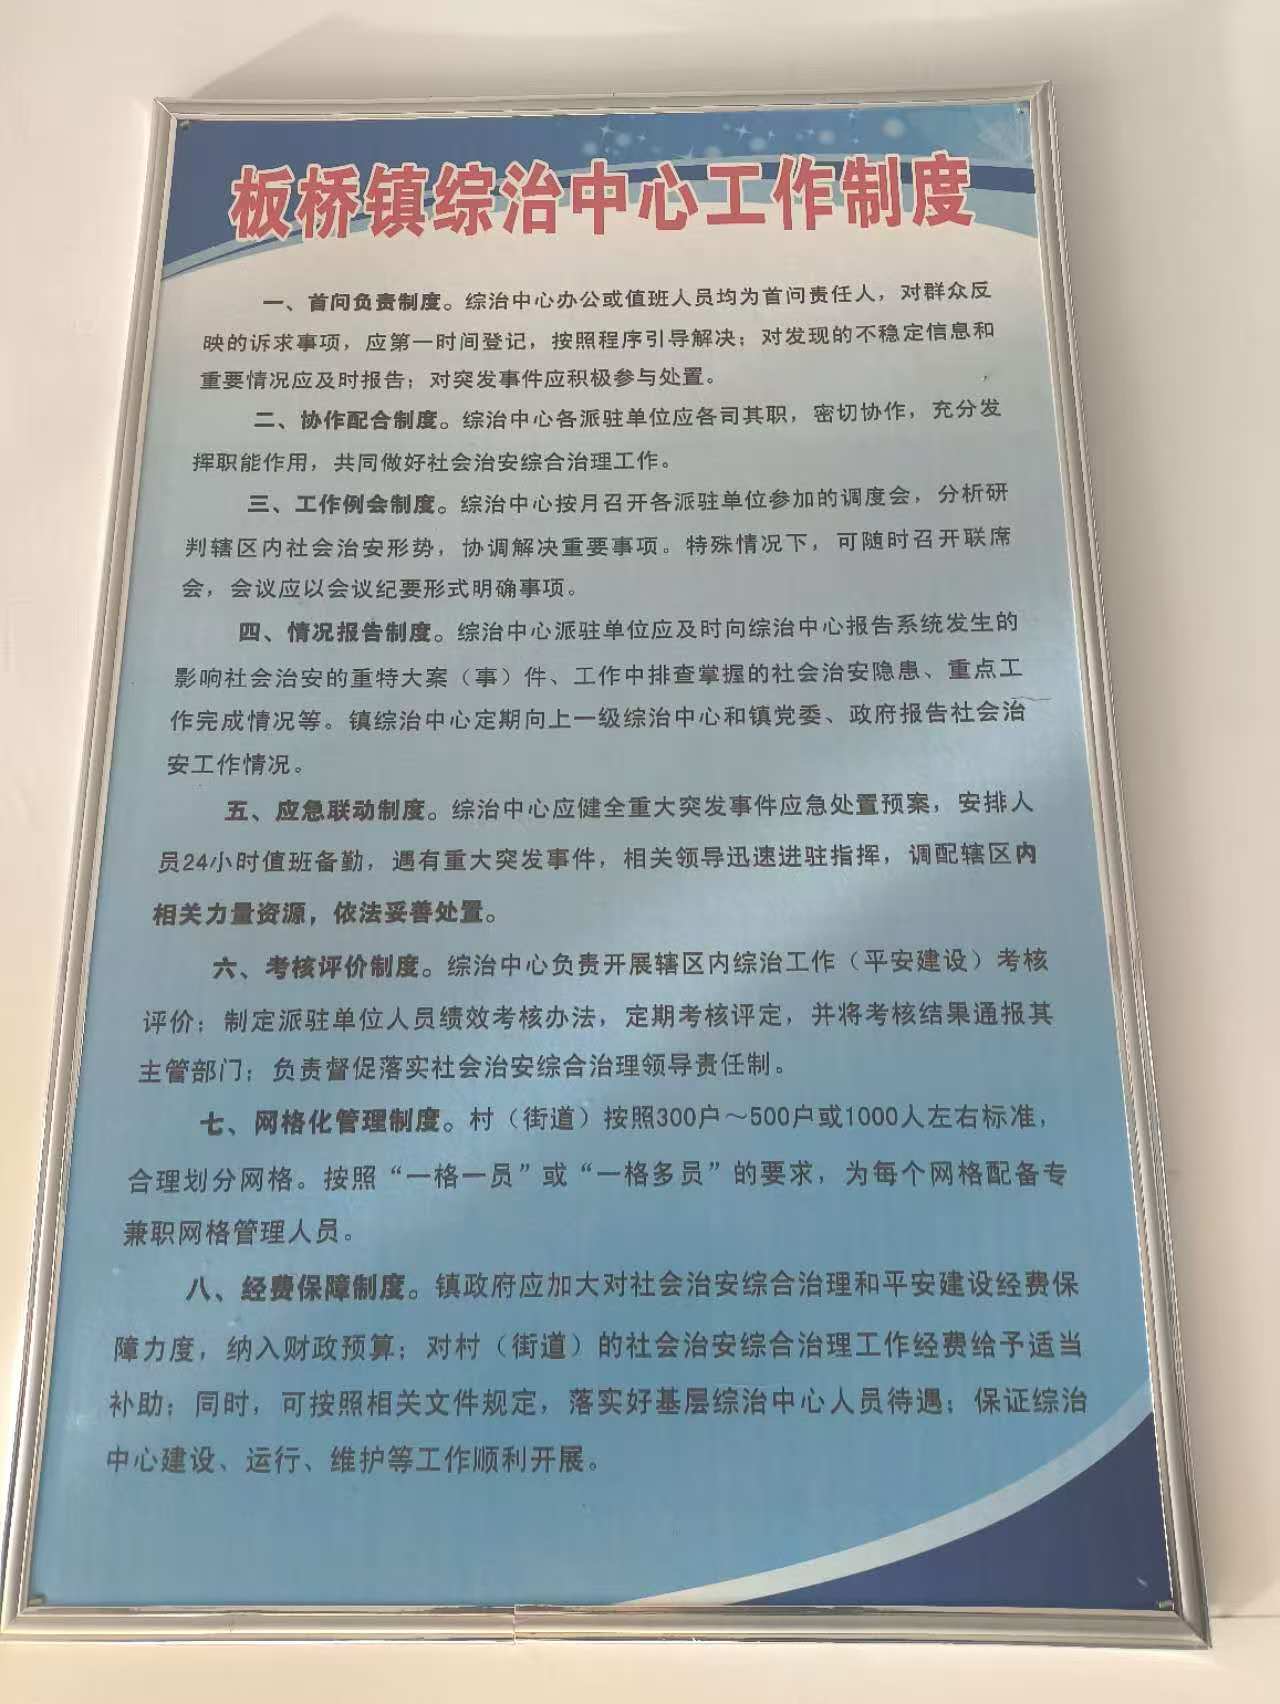 板桥镇综治中心工作制度
一、首问负责制度。综治中心办公或值班人员均为首问责任人，对群众反
映的诉求事项，应第一时间登记，按照程序引导解决；对发现的不稳定信息和
重要情况应及时报告；对突发事件应积极参与处置。
二、协作配合制度。综治中心各派驻单位应各司其职，密切协作，充分发
挥职能作用，共同做好社会治安综合治理工作。
三、工作例会制度。综治中心按月召开各派驻单位参加的调度会，分析研
判辖区内社会治安形势，协调解决重要事项。特殊情况下，可随时召开联席
会，会议应以会议纪要形式明确事项。
四、情况报告制度。综治中心派驻单位应及时向综治中心报告系统发生的
影响社会治安的重特大案（事）件、工作中排查掌握的社会治安隐患、重点工
作完成情况等。镇综治中心定期向上一级综治中心和镇党委、政府报告社会治
安工作情况。
五、应急联动制度。综治中心应健全重大突发事件应急处置预案，安排人
员24小时值班备勤，遇有重大突发事件，相关领导迅速进驻指挥，调配辖区内
相关力量资源，依法妥善处置。
六、考核评价制度。综治中心负责开展辖区内综治工作（平安建设）考核
评价；制定派驻单位人员绩效考核办法，定期考核评定，并将考核结果通报其
主管部门；负责督促落实社会治安综合治理领导责任制。
七、网格化管理制度。村（街道）按照300户～500户或1000人左右标准，
合理划分网格。按照“一格一员”或“一格多员”的要求，为每个网格配备专
兼职网格管理人员。
八、经费保障制度。镇政府应加大对社会治安综合治理和平安建设经费保
障力度，纳入财政预算；对村（街道）的社会治安综合治理工作经费给予适当
补助；同时，可按照相关文件规定，落实好基层综治中心人员待遇；保证综治
中心建设、运行、维护等工作顺利开展。